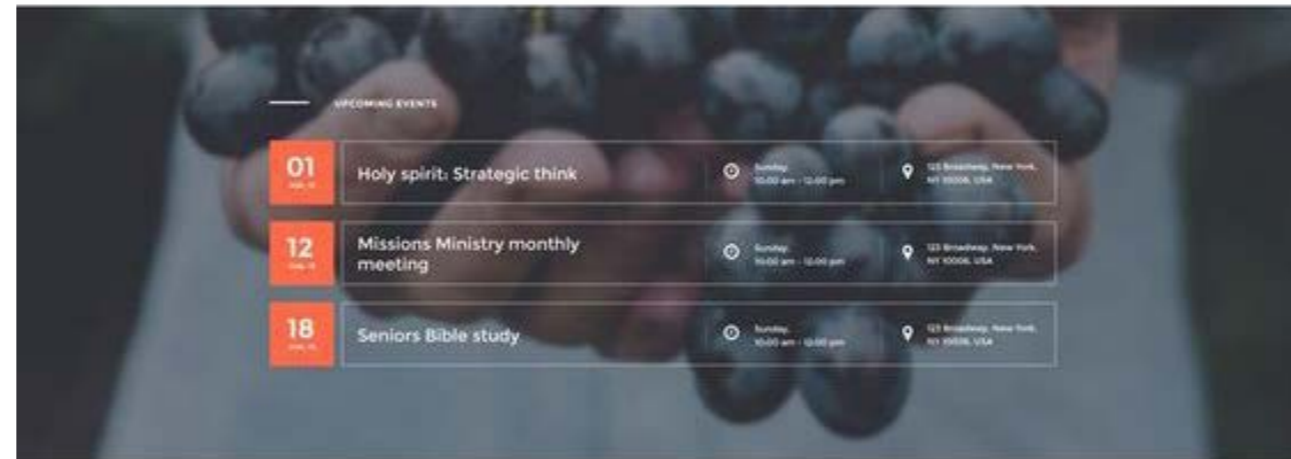 UPCOMING EVENTS
01
Holy spirit: Strategic think
Sunday,
10:00 am - 12:00 pm
123 Broadway, New York,
NY 10006, USA
12
Missions Ministry monthly
meeting
Sunday,
10:00 am - 12:00 pm
123 Broadway, New York,
NY 10006, USA
18
Seniors Bible study
Sunday,
10:00 am - 12:00 pm
123 Broadway, New York,
NY 10006, USA